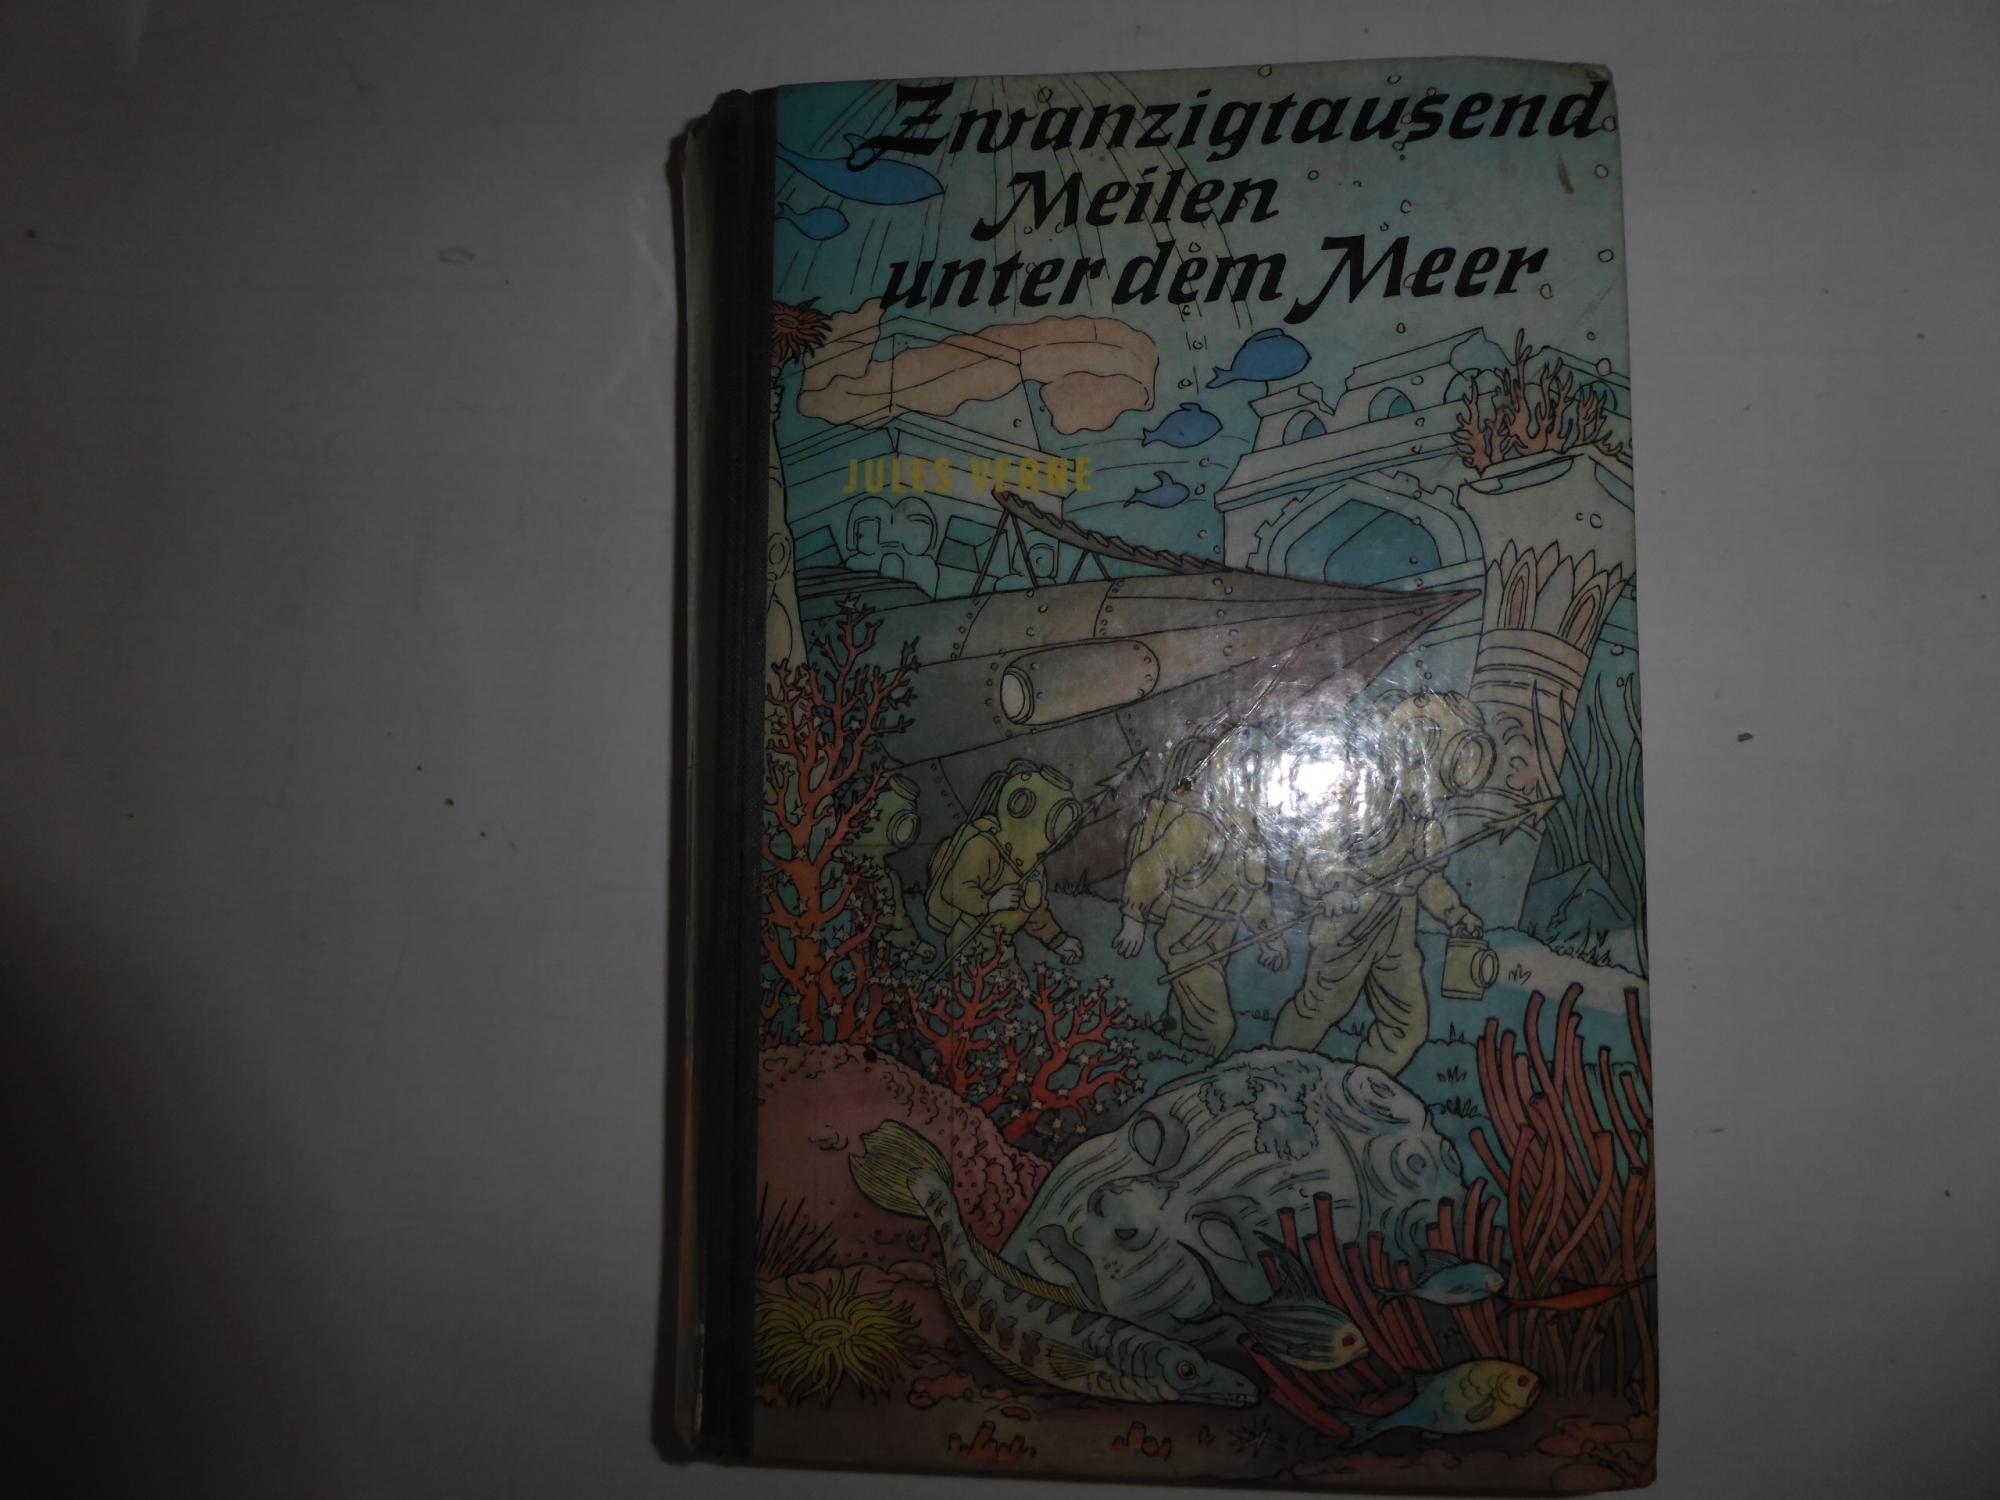 Zwanzigtausend
Meilen
unter dem Meer
JULES VERNE